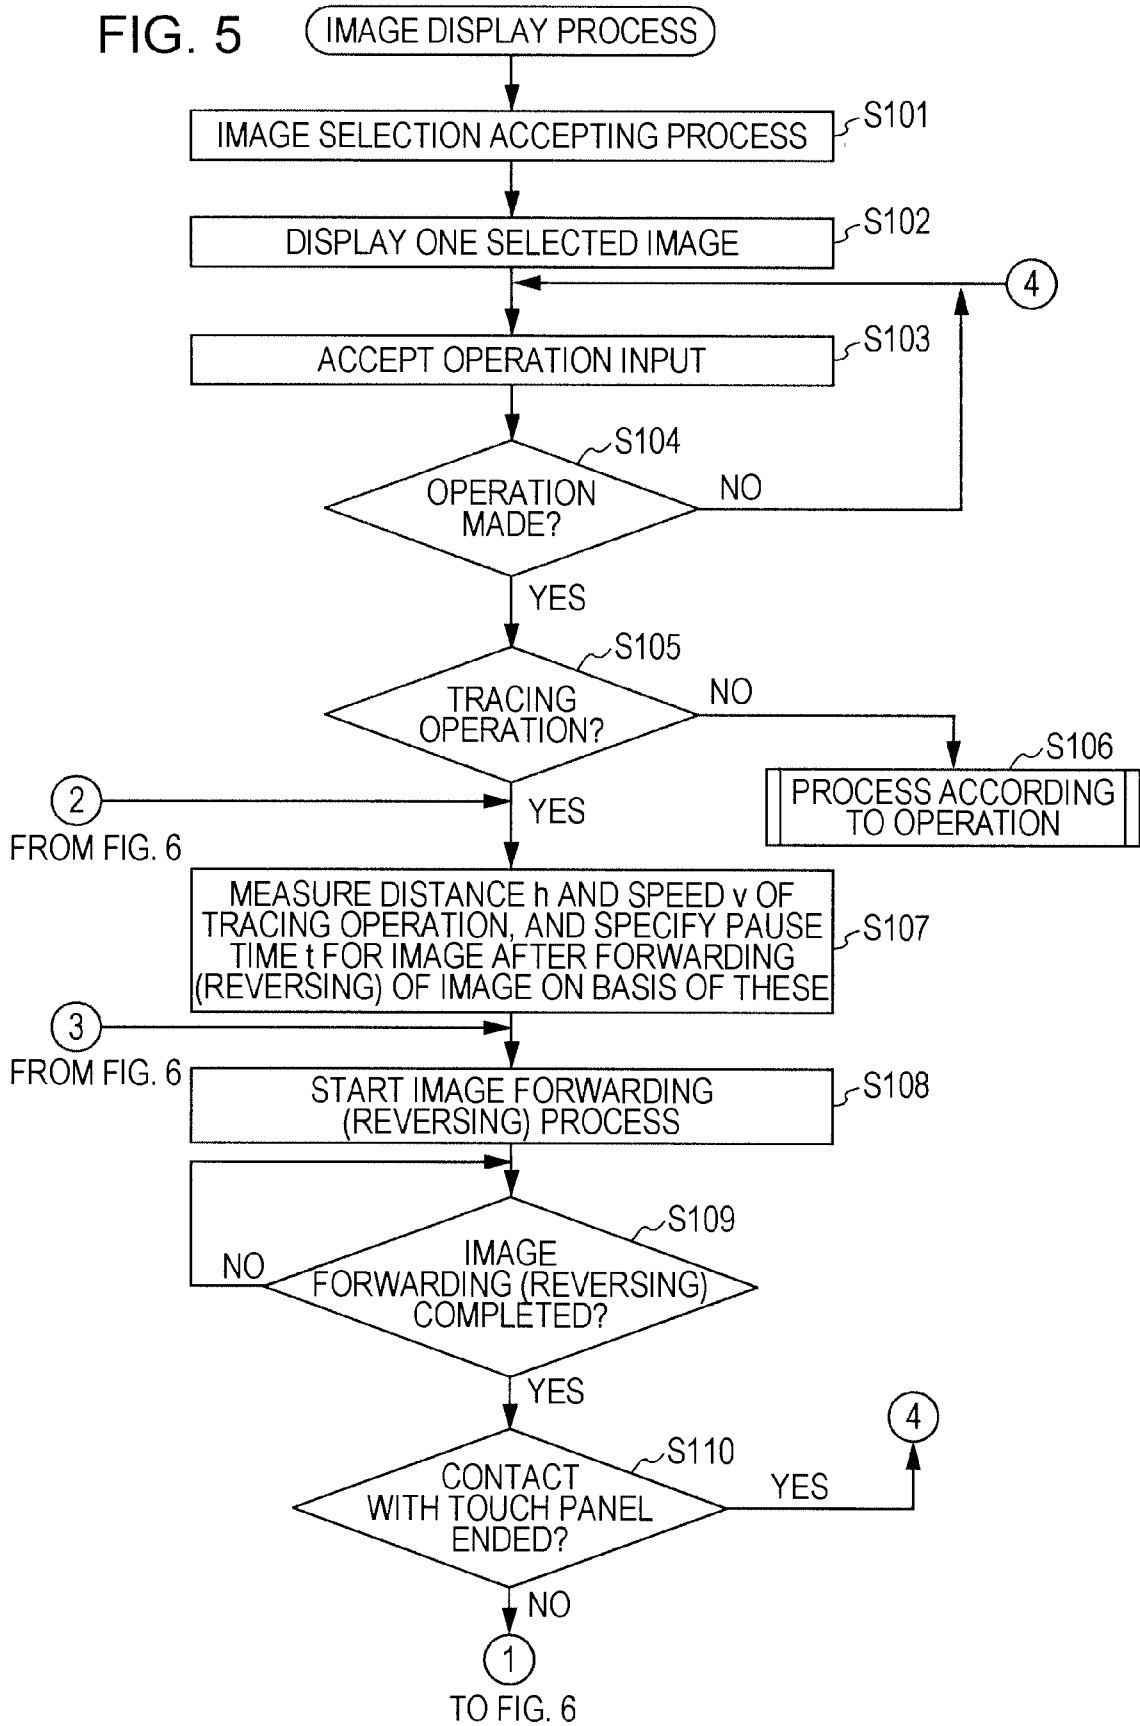 FIG. 5
IMAGE DISPLAY PROCESS
S101
IMAGE SELECTION ACCEPTING PROCESS
S102
DISPLAY ONE SELECTED IMAGE
4
S103
ACCEPT OPERATION INPUT
S104
OPERATION
MADE?
NO
YES
S105
TRACING
OPERATION?
NO
S106
PROCESS ACCORDING
TO OPERATION
2
FROM FIG. 6
YES
MEASURE DISTANCE h AND SPEED v OF
TRACING OPERATION, AND SPECIFY PAUSE
TIME t FOR IMAGE AFTER FORWARDING
(REVERSING) OF IMAGE ON BASIS OF THESE
S107
3
FROM FIG. 6
START IMAGE FORWARDING
(REVERSING) PROCESS
S108
S109
IMAGE
FORWARDING (REVERSING)
COMPLETED?
NO
YES
4
S110
CONTACT
WITH TOUCH PANEL
ENDED?
YES
NO
1
TO FIG. 6